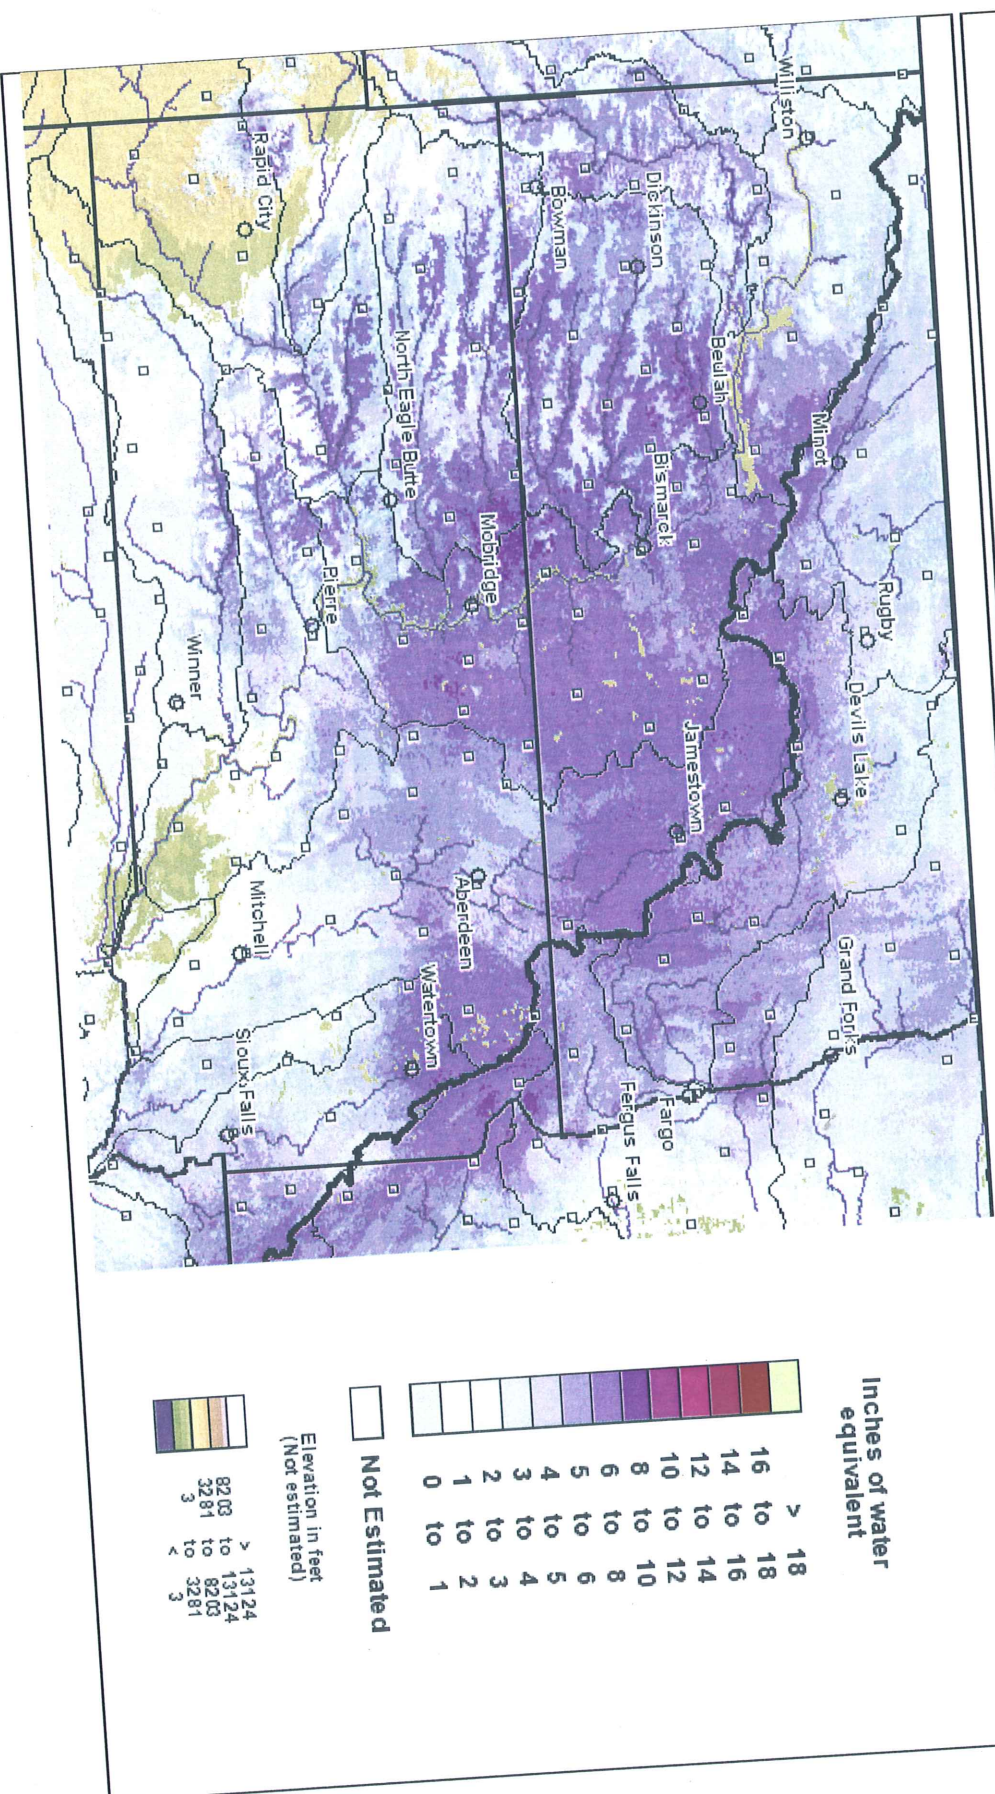 Williston
Minot
Rugby
Devils Lake
Grand Forks
Dickinson
Beulah
Bismarck
Jamestown
Fargo
Bowman
Fergus Falls
North Eagle Butte
Mobridge
Aberdeen
Watertown
Rapid City
Pierre
Winner
Mitchell
Sioux Falls
Inches of water
equivalent
> 18
16 to 18
14 to 16
12 to 14
10 to 12
8 to 10
6 to 8
5 to 6
4 to 5
3 to 4
2 to 3
1 to 2
0 to 1
Not Estimated
Elevation in feet
(Not estimated)
> 13124
8203 to 13124
3281 to 8203
3 to 3281
< 3